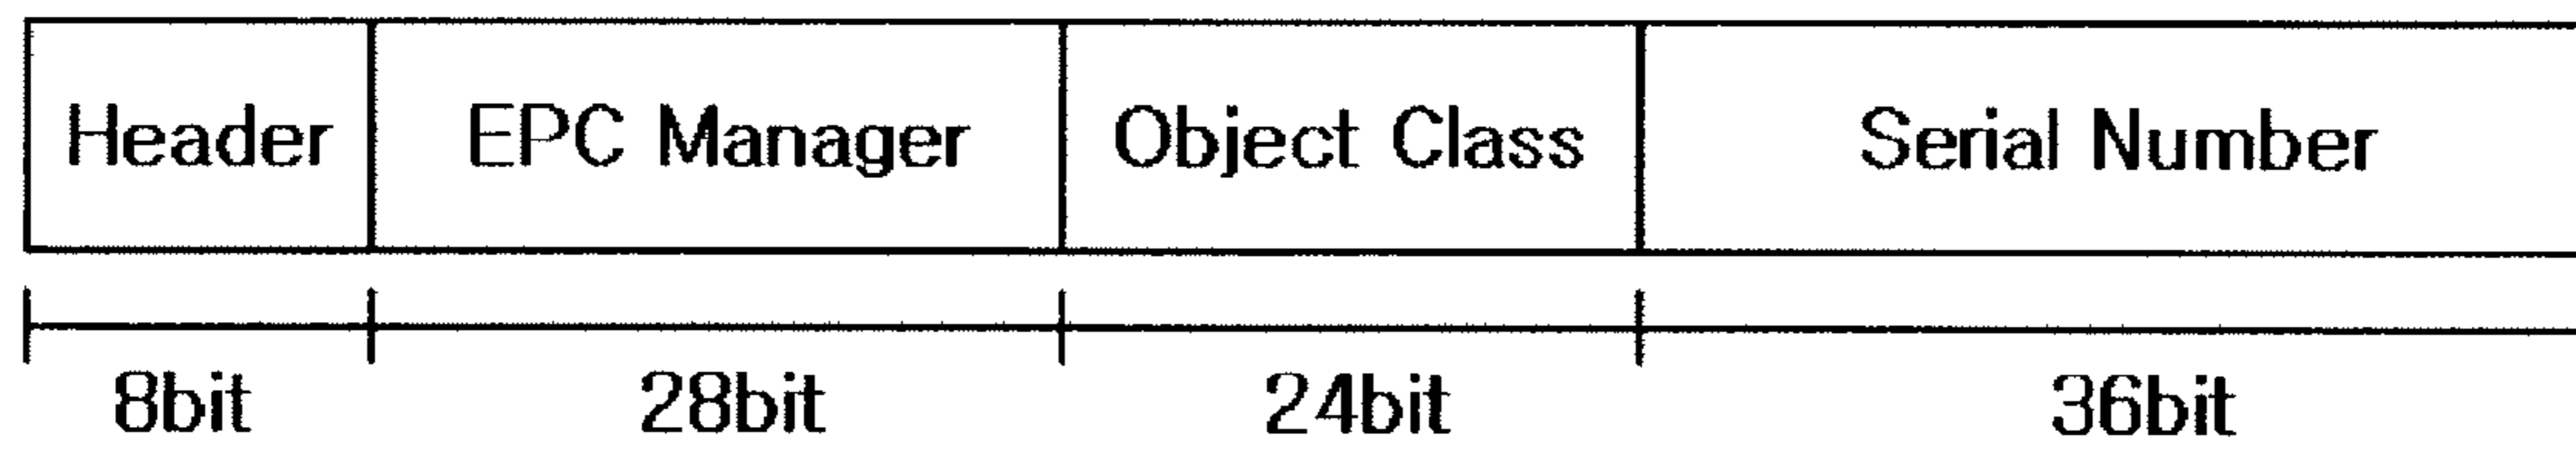 Header EPC Manager Object Class Serial Number
8bit 28bit 24bit 36bit